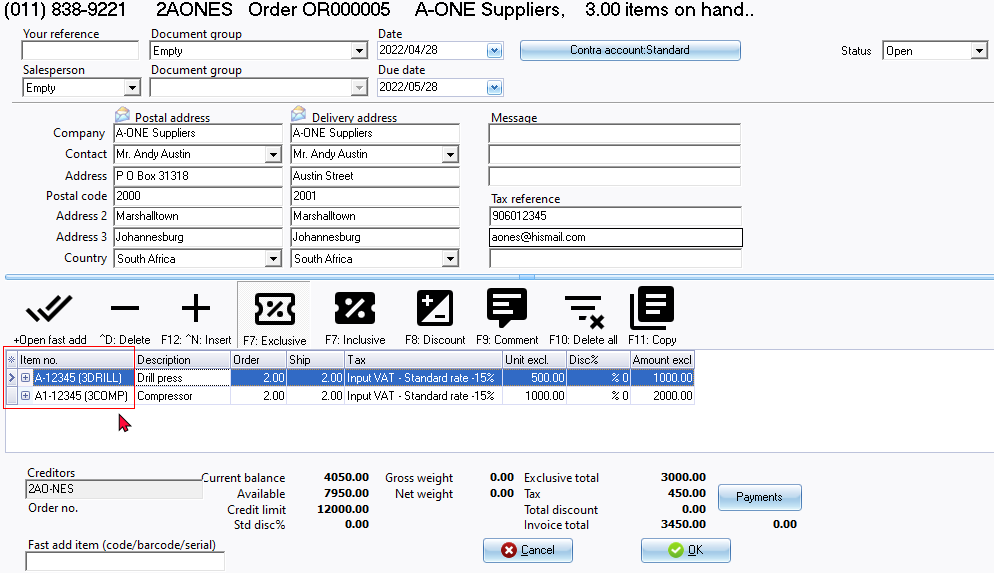 (011) 838-9221 2AONES Order OR000005 A-ONE Suppliers, 3.00 items on hand..
Your reference Document group Date
Empty 2022/04/28 Contra account:Standard Status Open
Salesperson Document group Due date
Empty 2022/05/28
Postal address Delivery address Message
Company A-ONE Suppliers A-ONE Suppliers
Contact Mr. Andy Austin Mr. Andy Austin
Address P O Box 31318 Austin Street
Postal code 2000 2001 Tax reference
Address 2 Marshalltown Marshalltown 906012345
Address 3 Johannesburg Johannesburg aones@hismail.com
Country South Africa South Africa
+Open fast add ^D: Delete F12: ^N: Insert F7: Exclusive F7: Inclusive F8: Discount F9: Comment F10: Delete all F11: Copy
Item no. Description Order Ship Tax Unit excl. Disc% Amount excl
A-12345 (3DRILL) Drill press 2.00 2.00 Input VAT - Standard rate -15% 500.00 % 0 1000.00
A1-12345 (3COMP) Compressor 2.00 2.00 Input VAT - Standard rate -15% 1000.00 % 0 2000.00
Creditors Current balance 4050.00 Gross weight 0.00 Exclusive total 3000.00
2AO-NES Available 7950.00 Net weight 0.00 Tax 450.00 Payments
Order no. Credit limit 12000.00 Total discount 0.00
Std disc% 0.00 Invoice total 3450.00 0.00
Fast add item (code/barcode/serial) Cancel OK